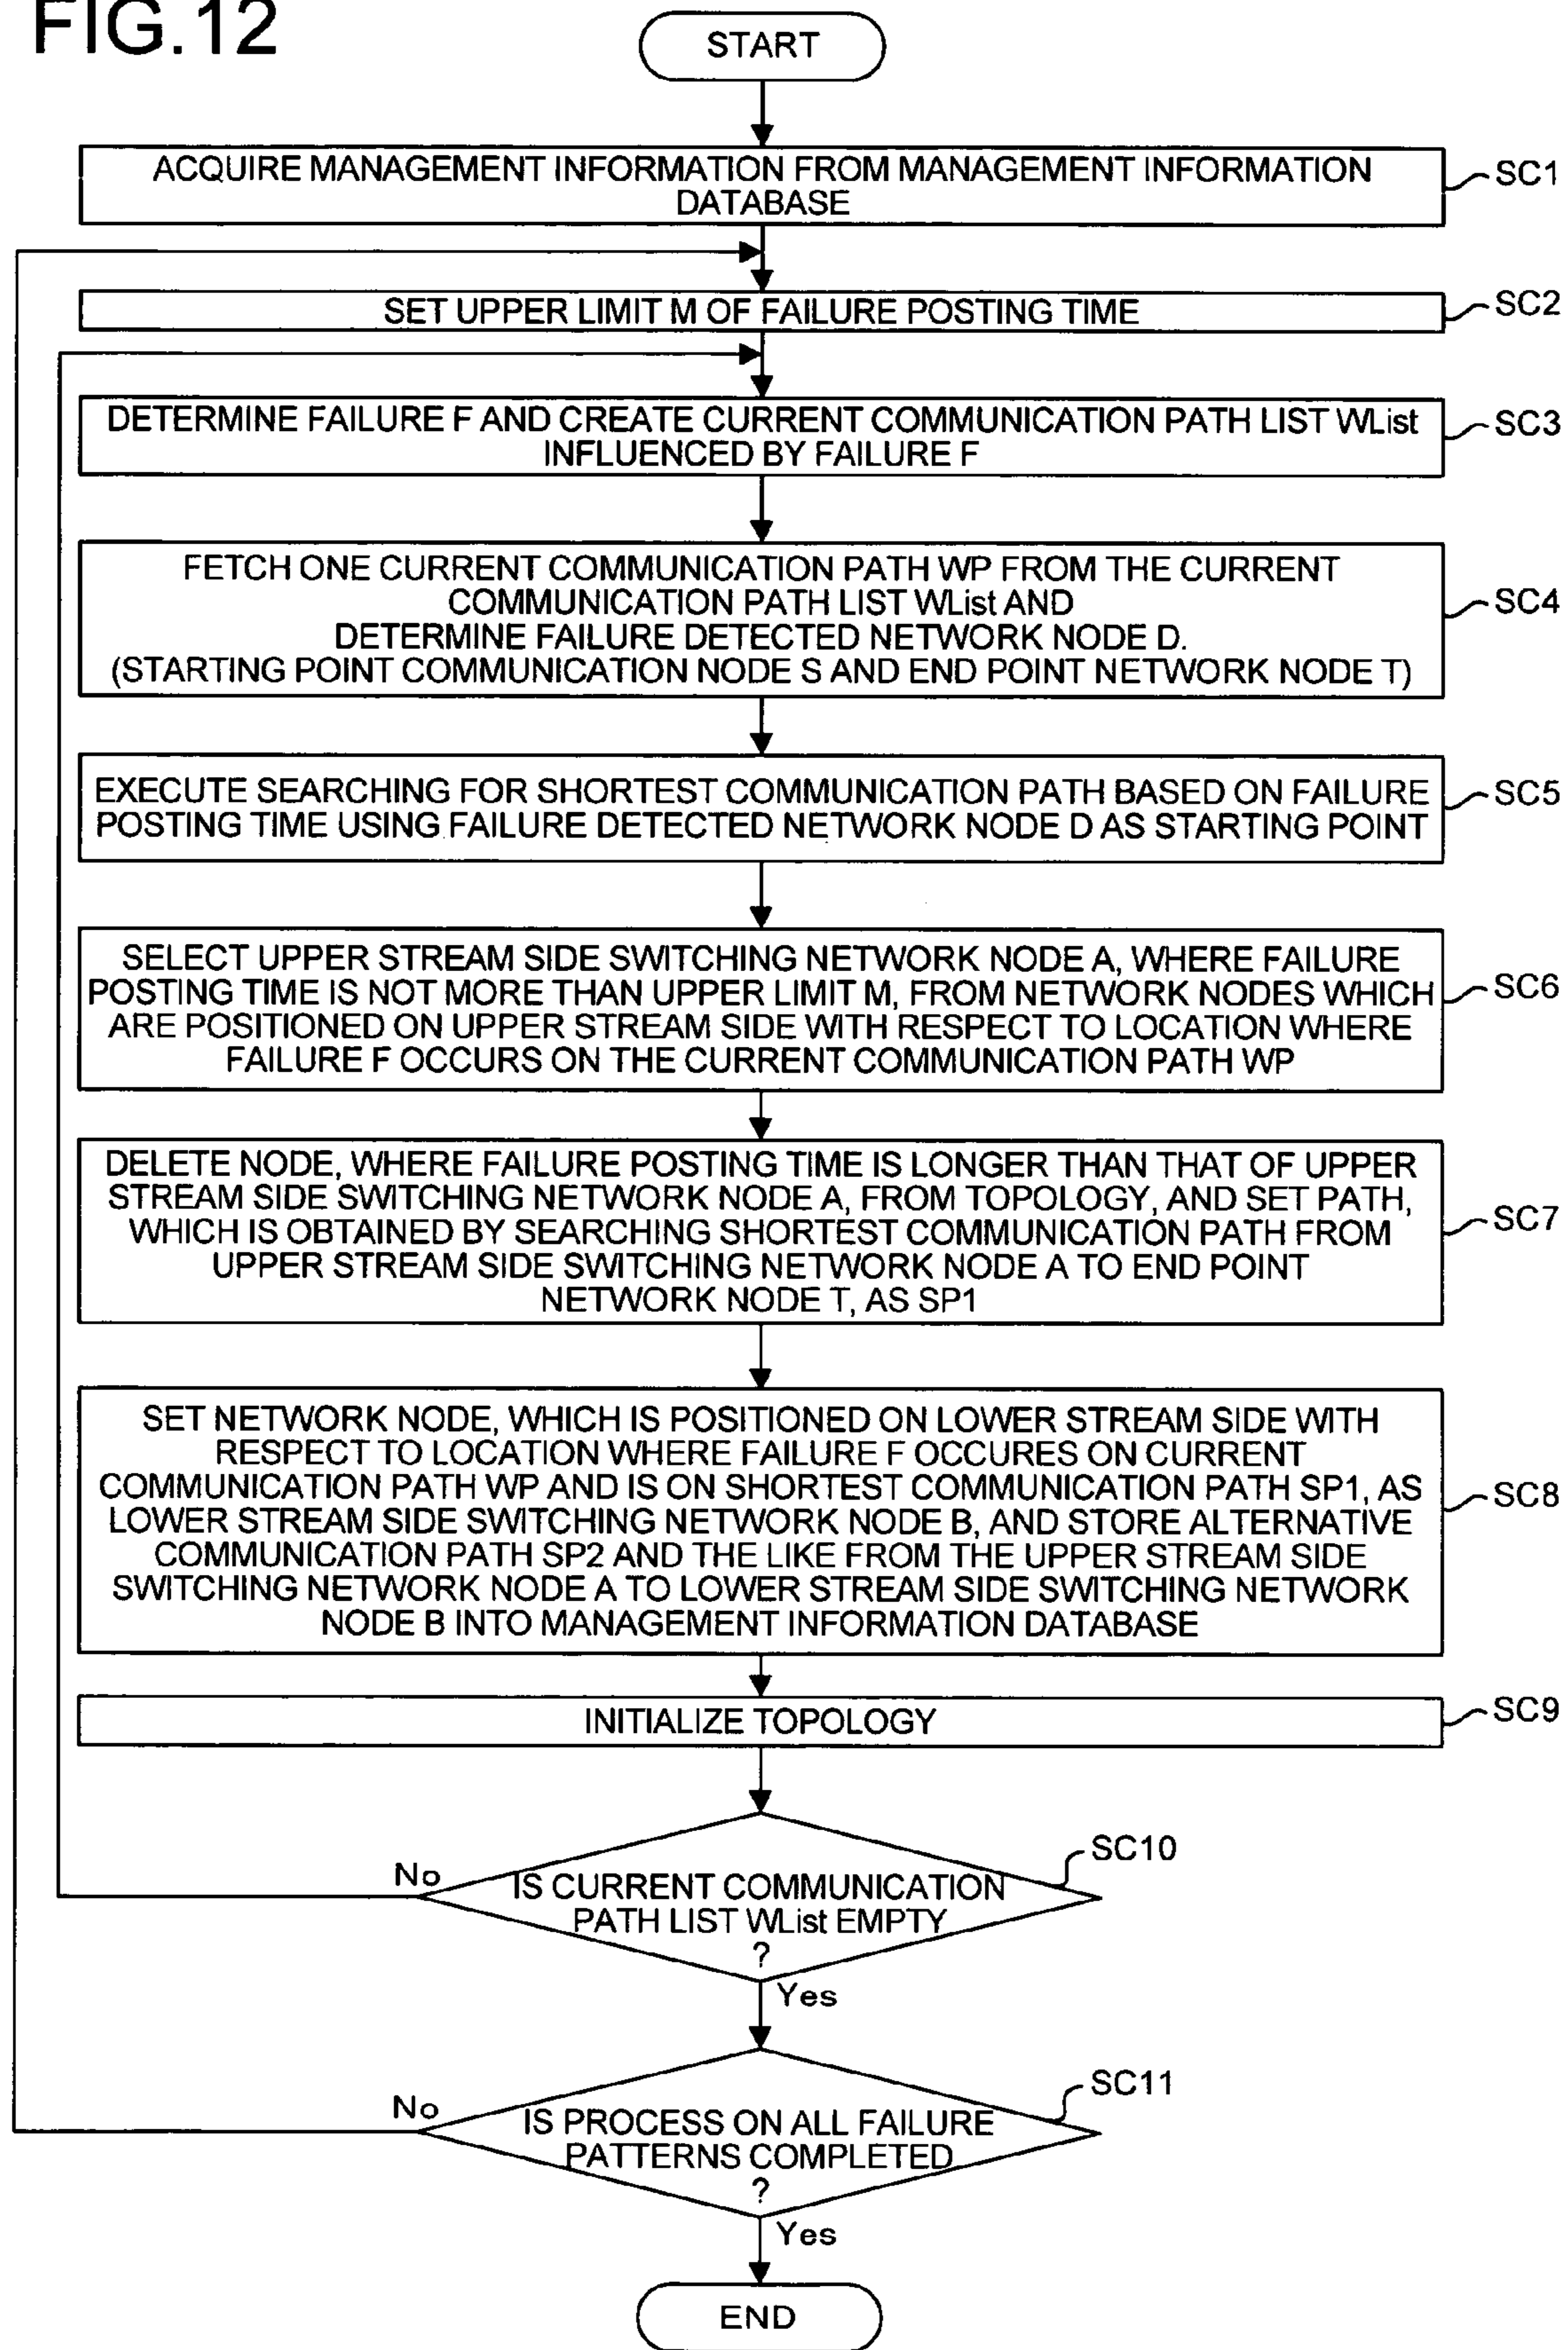 FIG.12
START
ACQUIRE MANAGEMENT INFORMATION FROM MANAGEMENT INFORMATION
DATABASE
SC1
SET UPPER LIMIT M OF FAILURE POSTING TIME
SC2
DETERMINE FAILURE F AND CREATE CURRENT COMMUNICATION PATH LIST WList
INFLUENCED BY FAILURE F
SC3
FETCH ONE CURRENT COMMUNICATION PATH WP FROM THE CURRENT
COMMUNICATION PATH LIST WList AND
DETERMINE FAILURE DETECTED NETWORK NODE D.
(STARTING POINT COMMUNICATION NODE S AND END POINT NETWORK NODE T)
SC4
EXECUTE SEARCHING FOR SHORTEST COMMUNICATION PATH BASED ON FAILURE
POSTING TIME USING FAILURE DETECTED NETWORK NODE D AS STARTING POINT
SC5
SELECT UPPER STREAM SIDE SWITCHING NETWORK NODE A, WHERE FAILURE
POSTING TIME IS NOT MORE THAN UPPER LIMIT M, FROM NETWORK NODES WHICH
ARE POSITIONED ON UPPER STREAM SIDE WITH RESPECT TO LOCATION WHERE
FAILURE F OCCURS ON THE CURRENT COMMUNICATION PATH WP
SC6
DELETE NODE, WHERE FAILURE POSTING TIME IS LONGER THAN THAT OF UPPER
STREAM SIDE SWITCHING NETWORK NODE A, FROM TOPOLOGY, AND SET PATH,
WHICH IS OBTAINED BY SEARCHING SHORTEST COMMUNICATION PATH FROM
UPPER STREAM SIDE SWITCHING NETWORK NODE A TO END POINT
NETWORK NODE T, AS SP1
SC7
SET NETWORK NODE, WHICH IS POSITIONED ON LOWER STREAM SIDE WITH
RESPECT TO LOCATION WHERE FAILURE F OCCURES ON CURRENT
COMMUNICATION PATH WP AND IS ON SHORTEST COMMUNICATION PATH SP1, AS
LOWER STREAM SIDE SWITCHING NETWORK NODE B, AND STORE ALTERNATIVE
COMMUNICATION PATH SP2 AND THE LIKE FROM THE UPPER STREAM SIDE
SWITCHING NETWORK NODE A TO LOWER STREAM SIDE SWITCHING NETWORK
NODE B INTO MANAGEMENT INFORMATION DATABASE
SC8
INITIALIZE TOPOLOGY
SC9
SC10
No
IS CURRENT COMMUNICATION
PATH LIST WList EMPTY
?
Yes
SC11
No
IS PROCESS ON ALL FAILURE
PATTERNS COMPLETED
?
Yes
END